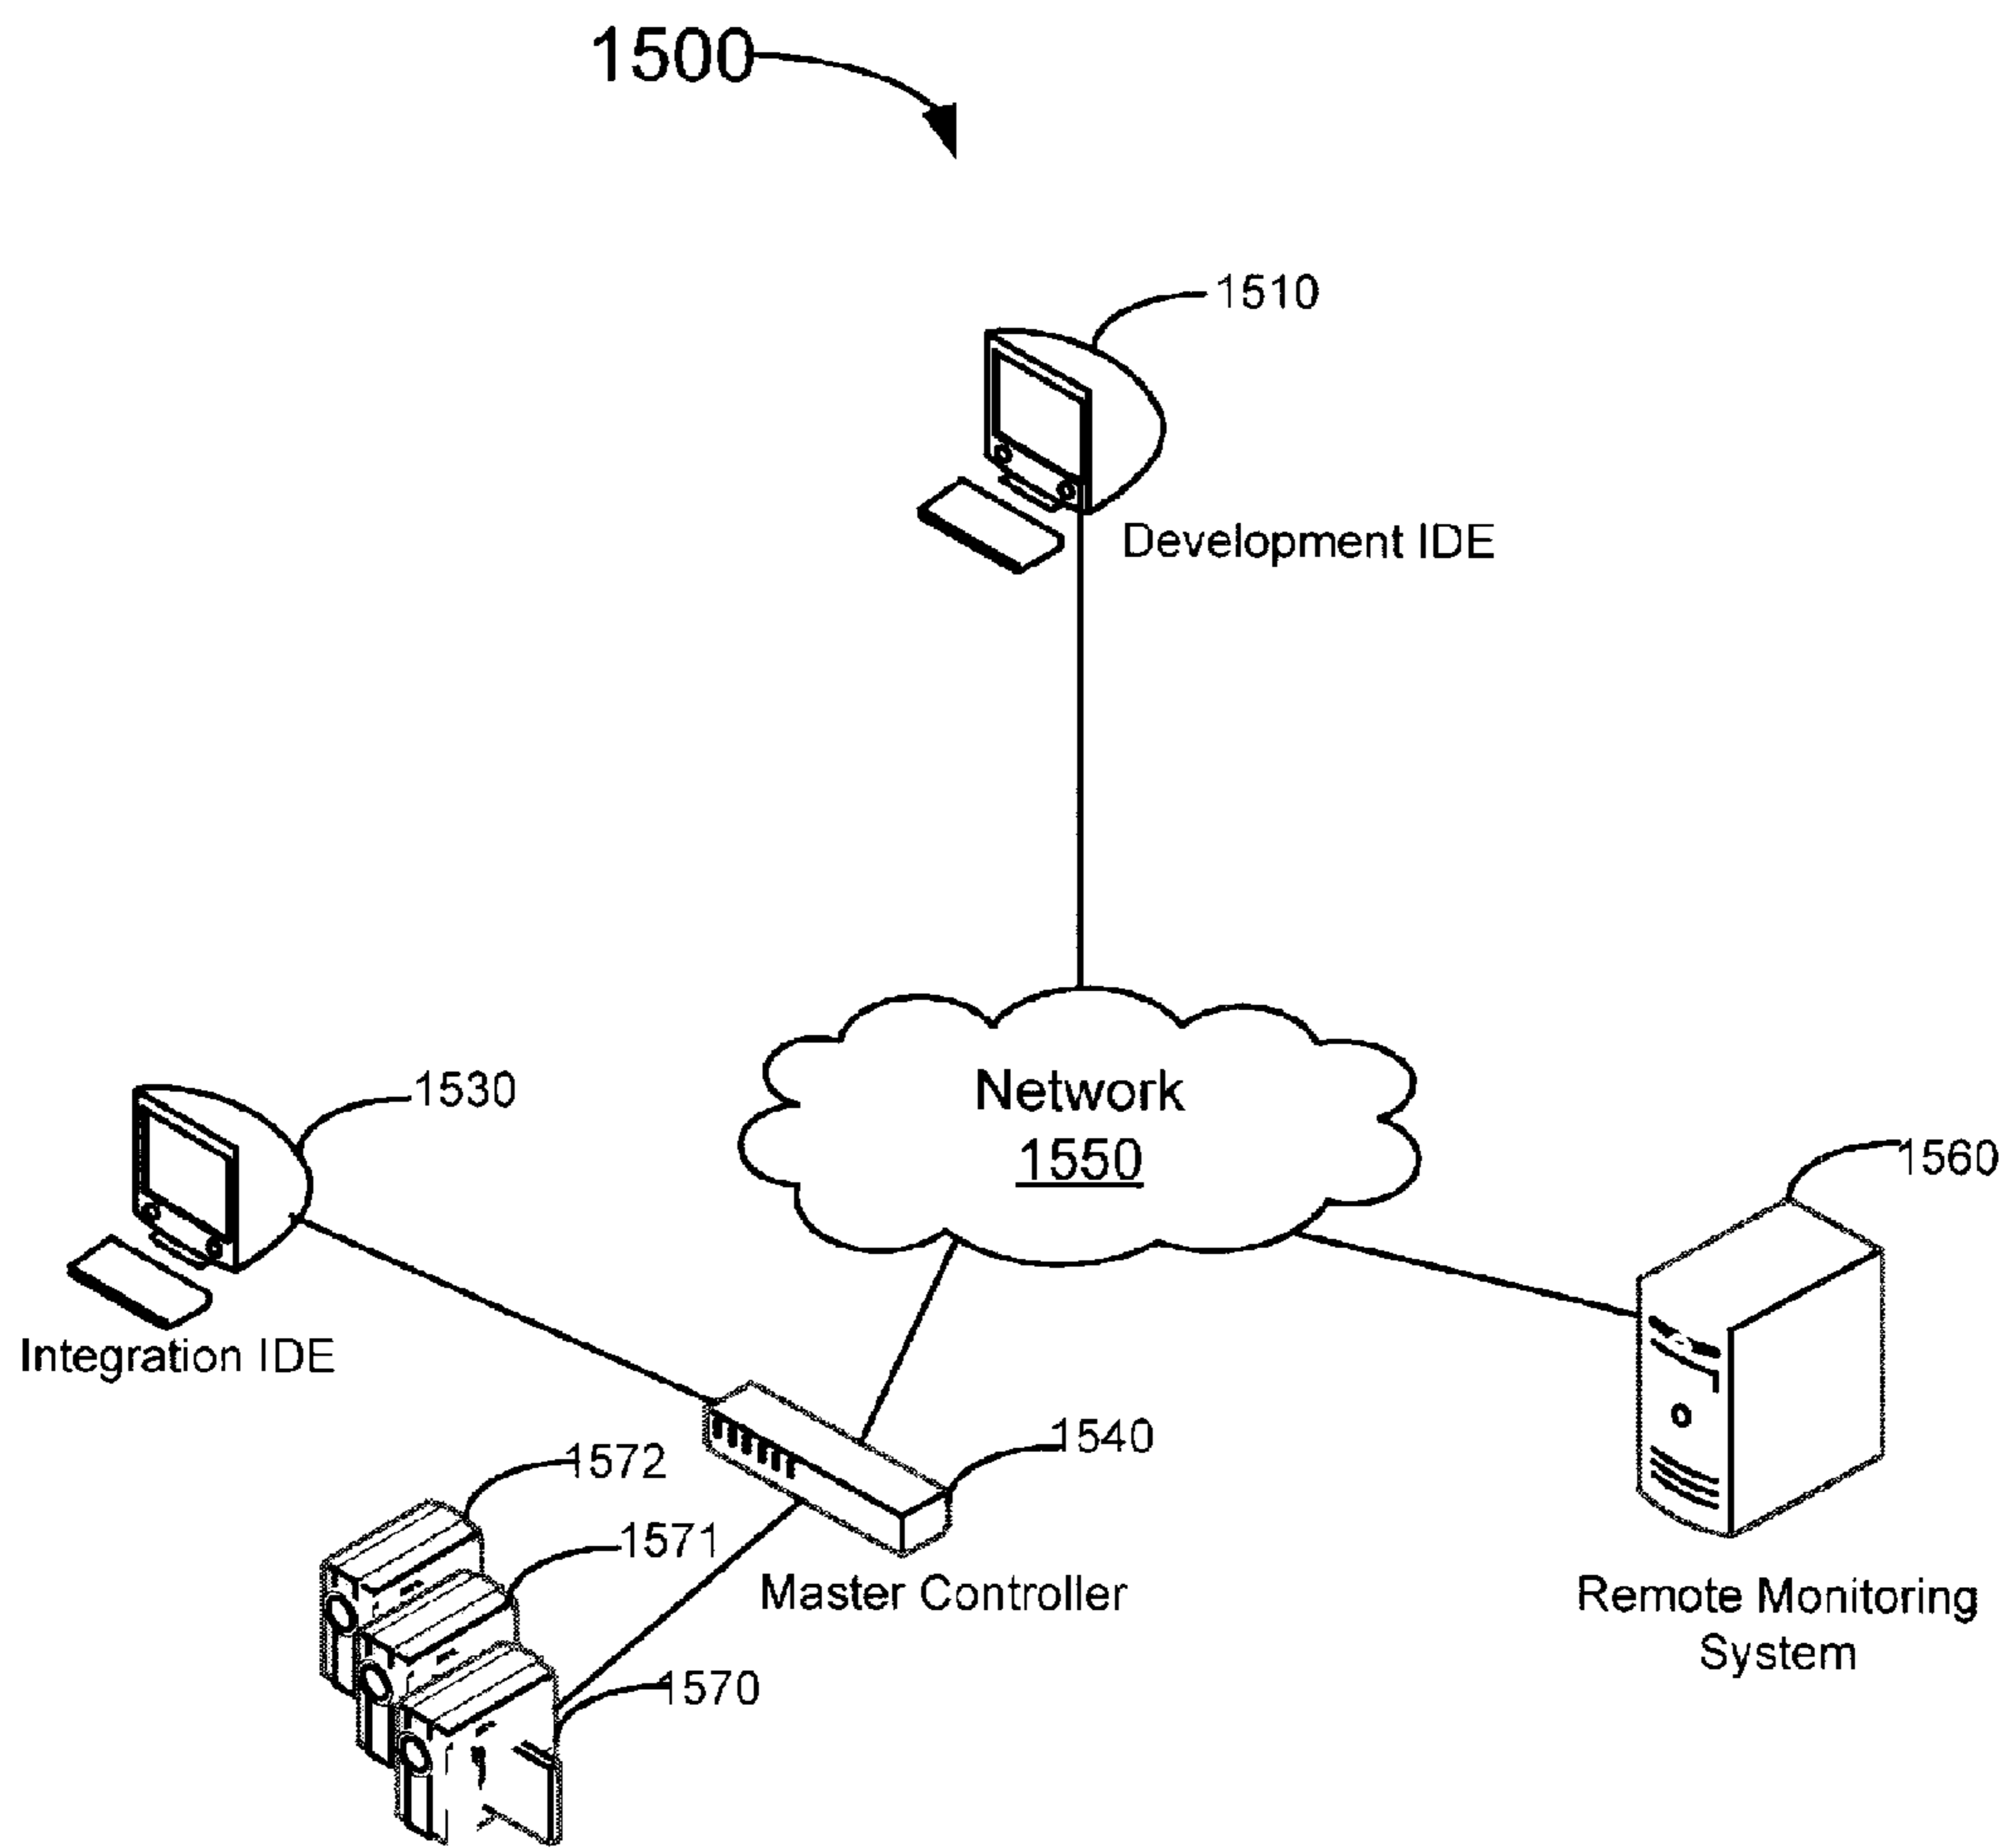 1500
1510
Development IDE
Network
1550
1530
Integration IDE
1560
1540
Master Controller
1572
1571
1570
Remote Monitoring
System